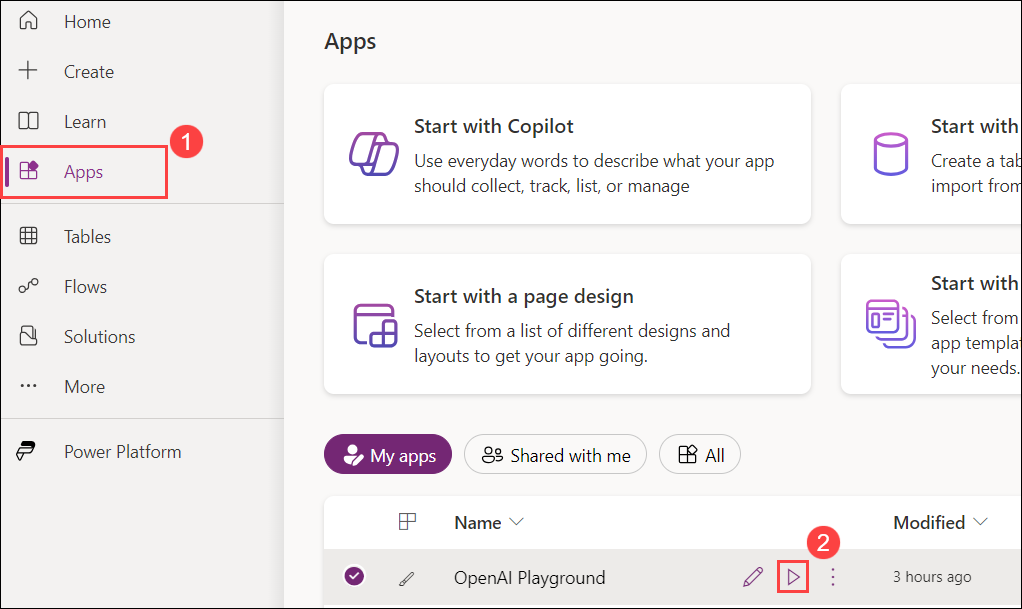 Home
Create
Learn
Apps
1
Tables
Flows
Solutions
More
Power Platform
Apps
Start with Copilot
Use everyday words to describe what your app
should collect, track, list, or manage
Start with
Create a tab
import from
Start with a page design
Select from a list of different designs and
layouts to get your app going.
Start with
Select from
app templa
your needs.
My apps
Shared with me
All
Name
Modified
2
OpenAI Playground
3 hours ago